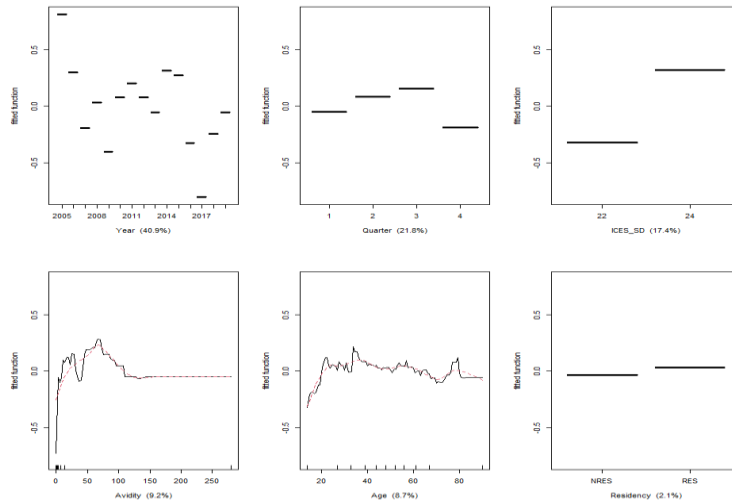 fitted function
0.5
0.0
-0.5
2005 2008 2011 2014 2017
Year (40.9%)
fitted function
0.5
0.0
-0.5
1 2 3 4
Quarter (21.8%)
fitted function
0.5
0.0
-0.5
22 24
ICES_SD (17.4%)
fitted function
0.5
0.0
-0.5
0 50 100 150 200 250
Avidity (9.2%)
fitted function
0.5
0.0
-0.5
20 40 60 80
Age (8.7%)
fitted function
0.5
0.0
-0.5
NRES RES
Residency (2.1%)